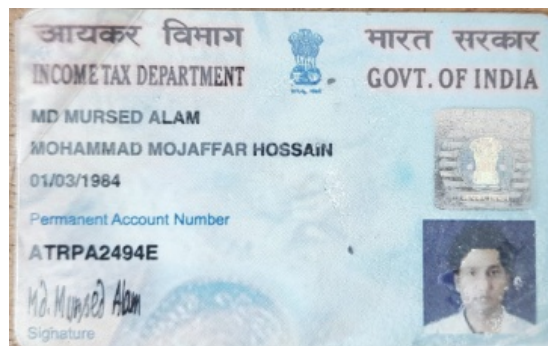 आयकर विभाग
भारत सरकार
INCOME TAX DEPARTMENT
GOVT. OF INDIA
MD MURSED ALAM
MOHAMMAD MOJAFFAR HOSSAIN
01/03/1984
Permanent Account Number
ATRPA2494E
Md. Mursed Alam
Signature